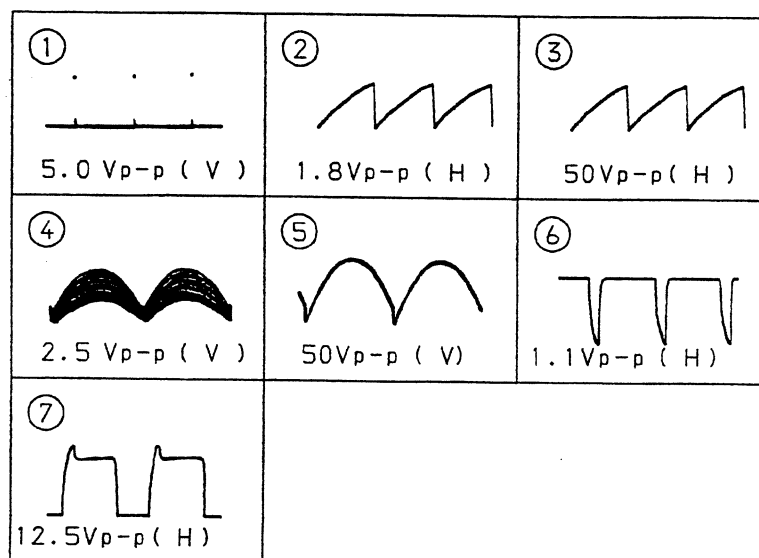 ①
5.0 Vp-p ( V )
②
1.8Vp-p ( H )
③
50Vp-p( H )
④
2.5 Vp-p ( V )
⑤
50Vp-p ( V)
⑥
1.1Vp-p ( H )
⑦
12.5Vp-p( H )